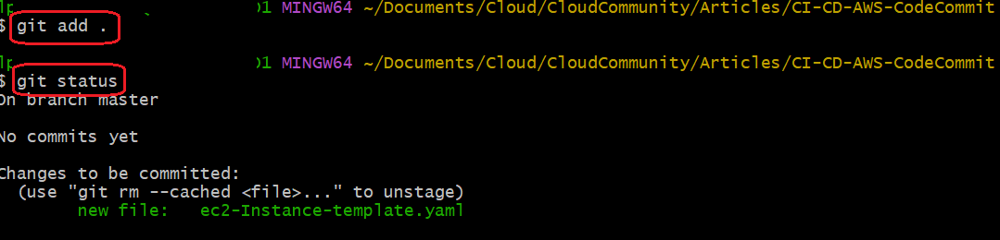 01 MINGW64 ~/Documents/Cloud/CloudCommunity/Articles/CI-CD-AWS-CodeCommit
$ git add .
01 MINGW64 ~/Documents/Cloud/CloudCommunity/Articles/CI-CD-AWS-CodeCommit
$ git status
On branch master
No commits yet
Changes to be committed:
(use "git rm --cached <file>..." to unstage)
new file: ec2-Instance-template.yaml